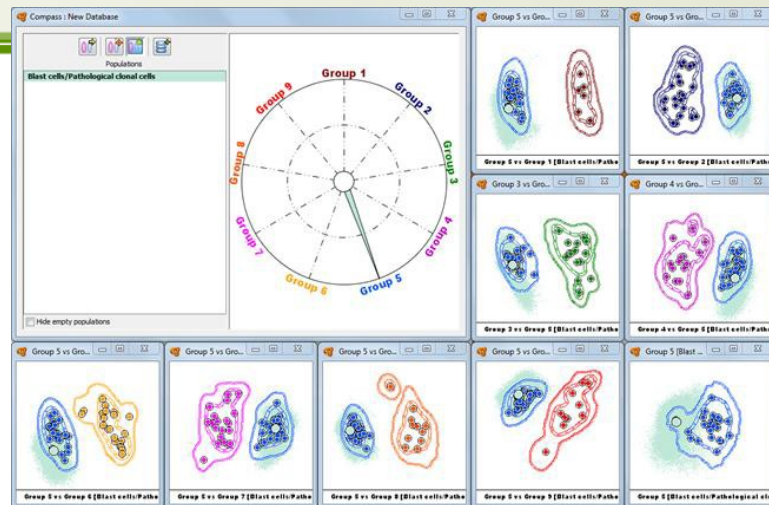 Compass : New Database
Populations
Blast cells/Pathological clonal cells
Hide empty populations
Group 1
Group 2
Group 3
Group 4
Group 5
Group 6
Group 7
Group 8
Group 9
Group 5 vs Gro...
Group 5 vs Group 1 [Blast cells/Patho
Group 5 vs Gro...
Group 5 vs Group 2 [Blast cells/Patho
Group 3 vs Gro...
Group 3 vs Group 5 [Blast cells/Patho
Group 4 vs Gro...
Group 4 vs Group 5 [Blast cells/Patho
Group 5 vs Gro...
Group 5 vs Group 6 [Blast cells/Patho
Group 5 vs Gro...
Group 5 vs Group 7 [Blast cells/Patho
Group 5 vs Gro...
Group 5 vs Group 8 [Blast cells/Patho
Group 5 vs Gro...
Group 5 vs Group 9 [Blast cells/Patho
Group 5 [Blast ...
Group 5 [Blast cells/Pathological clo